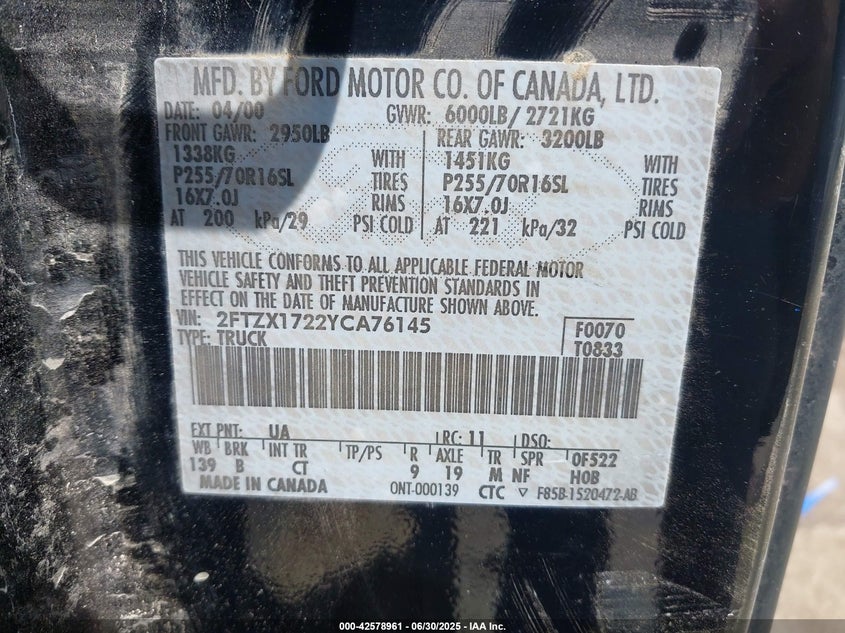 MFD. BY FORD MOTOR CO. OF CANADA, LTD.
DATE: 04/00 GVWR: 6000LB/ 2721KG
FRONT GAWR: 2950LB REAR GAWR: 3200LB
1338KG WITH 1451KG WITH
P255/70R16SL TIRES P255/70R16SL TIRES
16X7.0J RIMS 16X7.0J RIMS
AT 200 kPa/29 PSI COLD AT 221 kPa/32 PSI COLD
THIS VEHICLE CONFORMS TO ALL APPLICABLE FEDERAL MOTOR
VEHICLE SAFETY AND THEFT PREVENTION STANDARDS IN
EFFECT ON THE DATE OF MANUFACTURE SHOWN ABOVE.
VIN: 2FTZX1722YCA76145 F0070
TYPE: TRUCK T0833
EXT PNT: UA RC: 11 DSO:
WB BRK INT TR TP/PS R AXLE TR SPR 0F522
139 B CT 9 19 M NF HOB
MADE IN CANADA ONT-000139 CTC ▽ F85B-1520472-AB
000-42578961 - 06/30/2025 - IAA Inc.